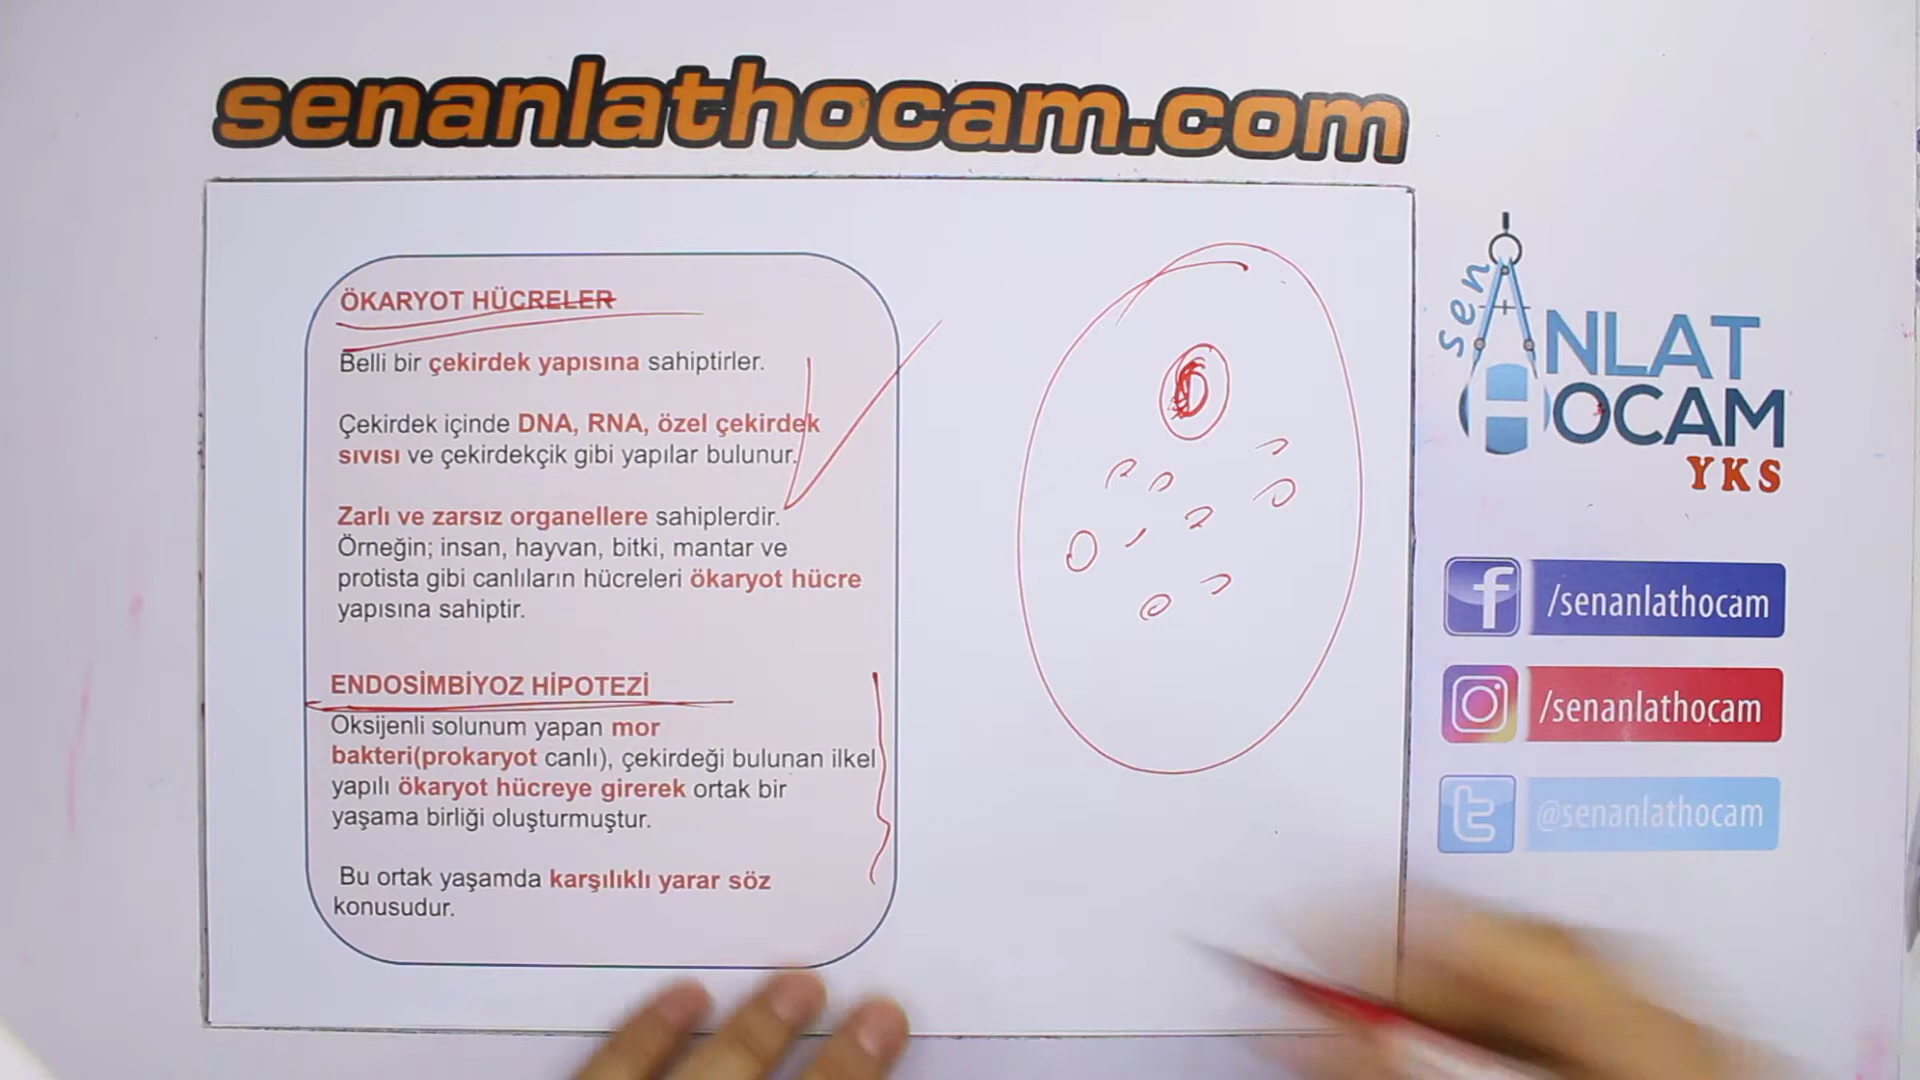 senanlathocam.com
ÖKARYOT HÜCRELER
Belli bir çekirdek yapısına sahiptirler.
Çekirdek içinde DNA, RNA, özel çekirdek
sıvısı ve çekirdekçik gibi yapılar bulunur.
Zarlı ve zarsız organellere sahiplerdir.
Örneğin; insan, hayvan, bitki, mantar ve
protista gibi canlıların hücreleri ökaryot hücre
yapısına sahiptir.
ENDOSİMBİYOZ HİPOTEZİ
Oksijenli solunum yapan mor
bakteri(prokaryot canlı), çekirdeği bulunan ilkel
yapılı ökaryot hücreye girerek ortak bir
yaşama birliği oluşturmuştur.
Bu ortak yaşamda karşılıklı yarar söz
konusudur.
sen
ANLAT
HOCAM
YKS
f /senanlathocam
/senanlathocam
t @senanlathocam